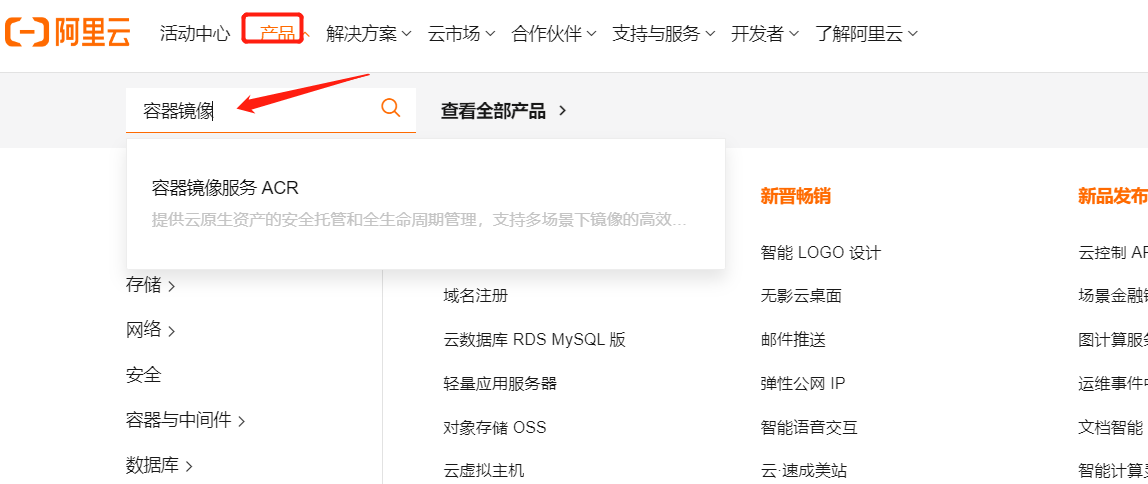 阿里云 活动中心 产品 解决方案 云市场 合作伙伴 支持与服务 开发者 了解阿里云
容器镜像 查看全部产品
容器镜像服务 ACR
提供云原生资产的安全托管和全生命周期管理，支持多场景下镜像的高效...
存储
网络
安全
容器与中间件
数据库
域名注册
云数据库 RDS MySQL 版
轻量应用服务器
对象存储 OSS
云虚拟主机
新晋畅销
智能 LOGO 设计
无影云桌面
邮件推送
弹性公网 IP
智能语音交互
云·速成美站
新品发布
云控制 AP
场景金融
图计算服
运维事件
文档智能
智能计算